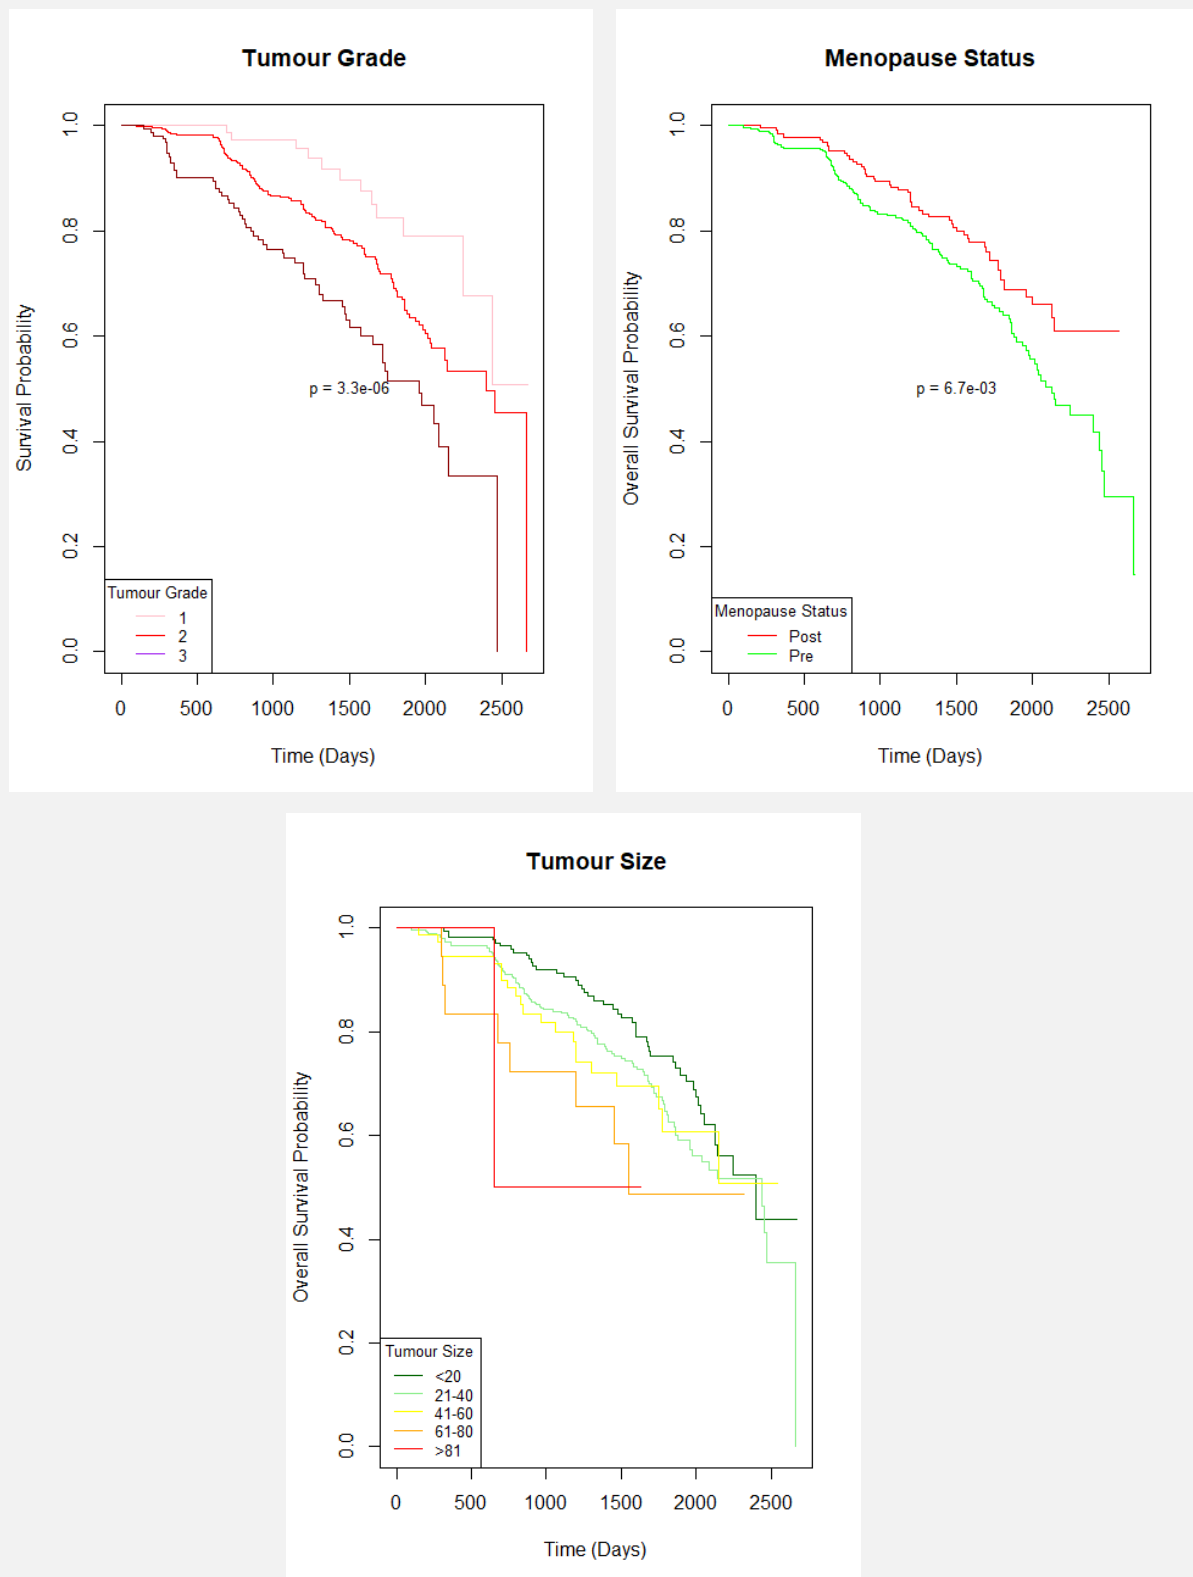 Tumour Grade
Survival Probability
1.0
0.8
0.6
0.4
0.2
0.0
p = 3.3e-06
Tumour Grade
1
2
3
0 500 1000 1500 2000 2500
Time (Days)
Menopause Status
Overall Survival Probability
1.0
0.8
0.6
0.4
0.2
0.0
p = 6.7e-03
Menopause Status
Post
Pre
0 500 1000 1500 2000 2500
Time (Days)
Tumour Size
Overall Survival Probability
1.0
0.8
0.6
0.4
0.2
0.0
Tumour Size
<20
21-40
41-60
61-80
>81
0 500 1000 1500 2000 2500
Time (Days)